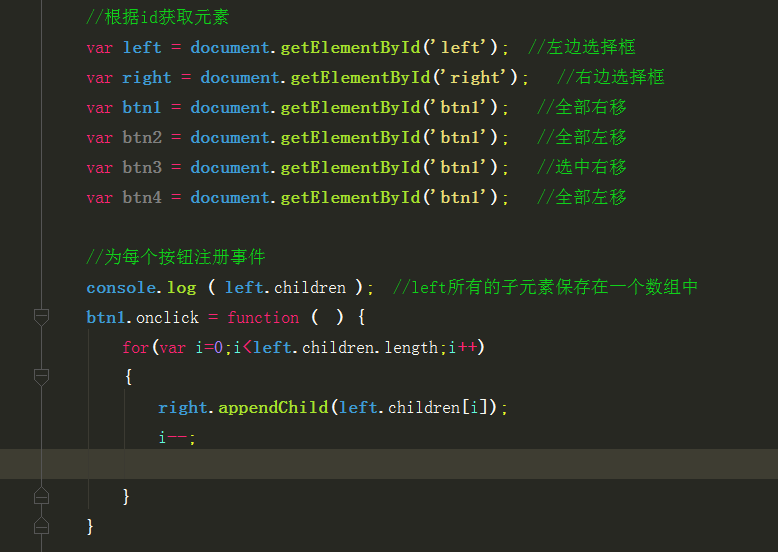 //根据id获取元素
var left = document.getElementById('left');  //左边选择框
var right = document.getElementById('right');   //右边选择框
var btn1 = document.getElementById('btn1');   //全部右移
var btn2 = document.getElementById('btn1');   //全部左移
var btn3 = document.getElementById('btn1');   //选中右移
var btn4 = document.getElementById('btn1');   //全部左移
//为每个按钮注册事件
console.log ( left.children );  //left所有的子元素保存在一个数组中
btn1.onclick = function (  ) {
for(var i=0;i<left.children.length;i++)
{
right.appendChild(left.children[i]);
i--;
}
}